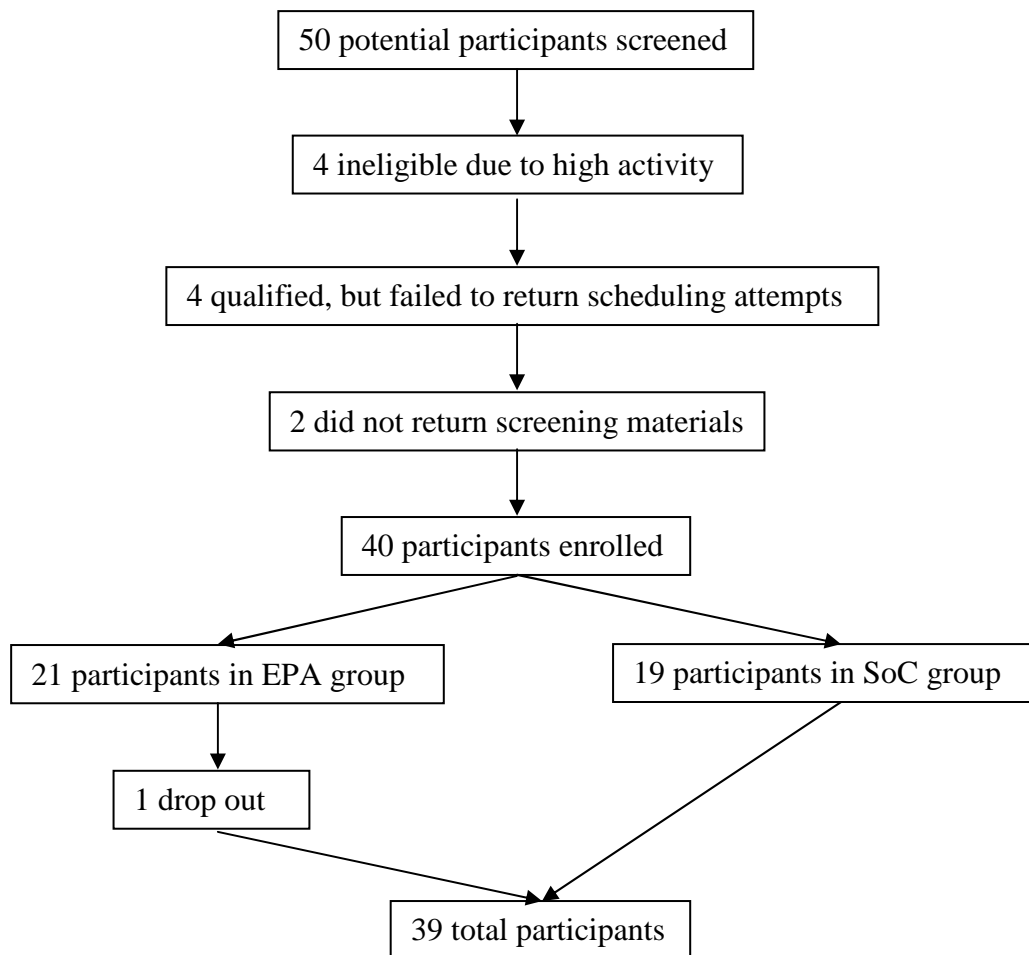 50 potential participants screened
4 ineligible due to high activity
4 qualified, but failed to return scheduling attempts
2 did not return screening materials
40 participants enrolled
21 participants in EPA group
19 participants in SoC group
1 drop out
39 total participants